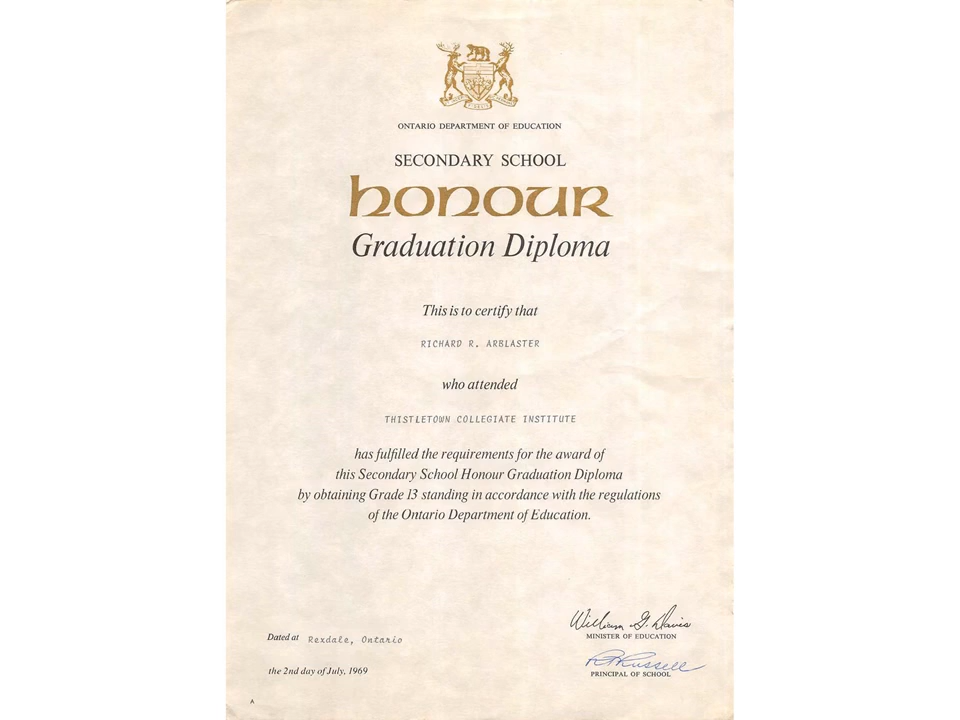 ONTARIO DEPARTMENT OF EDUCATION
SECONDARY SCHOOL
honour
Graduation Diploma
This is to certify that
RICHARD R. ARBLASTER
who attended
THISTLETOWN COLLEGIATE INSTITUTE
has fulfilled the requirements for the award of
this Secondary School Honour Graduation Diploma
by obtaining Grade 13 standing in accordance with the regulations
of the Ontario Department of Education.
Dated at Rexdale, Ontario
the 2nd day of July, 1969
William G. Davis
MINISTER OF EDUCATION
Russell
PRINCIPAL OF SCHOOL
A